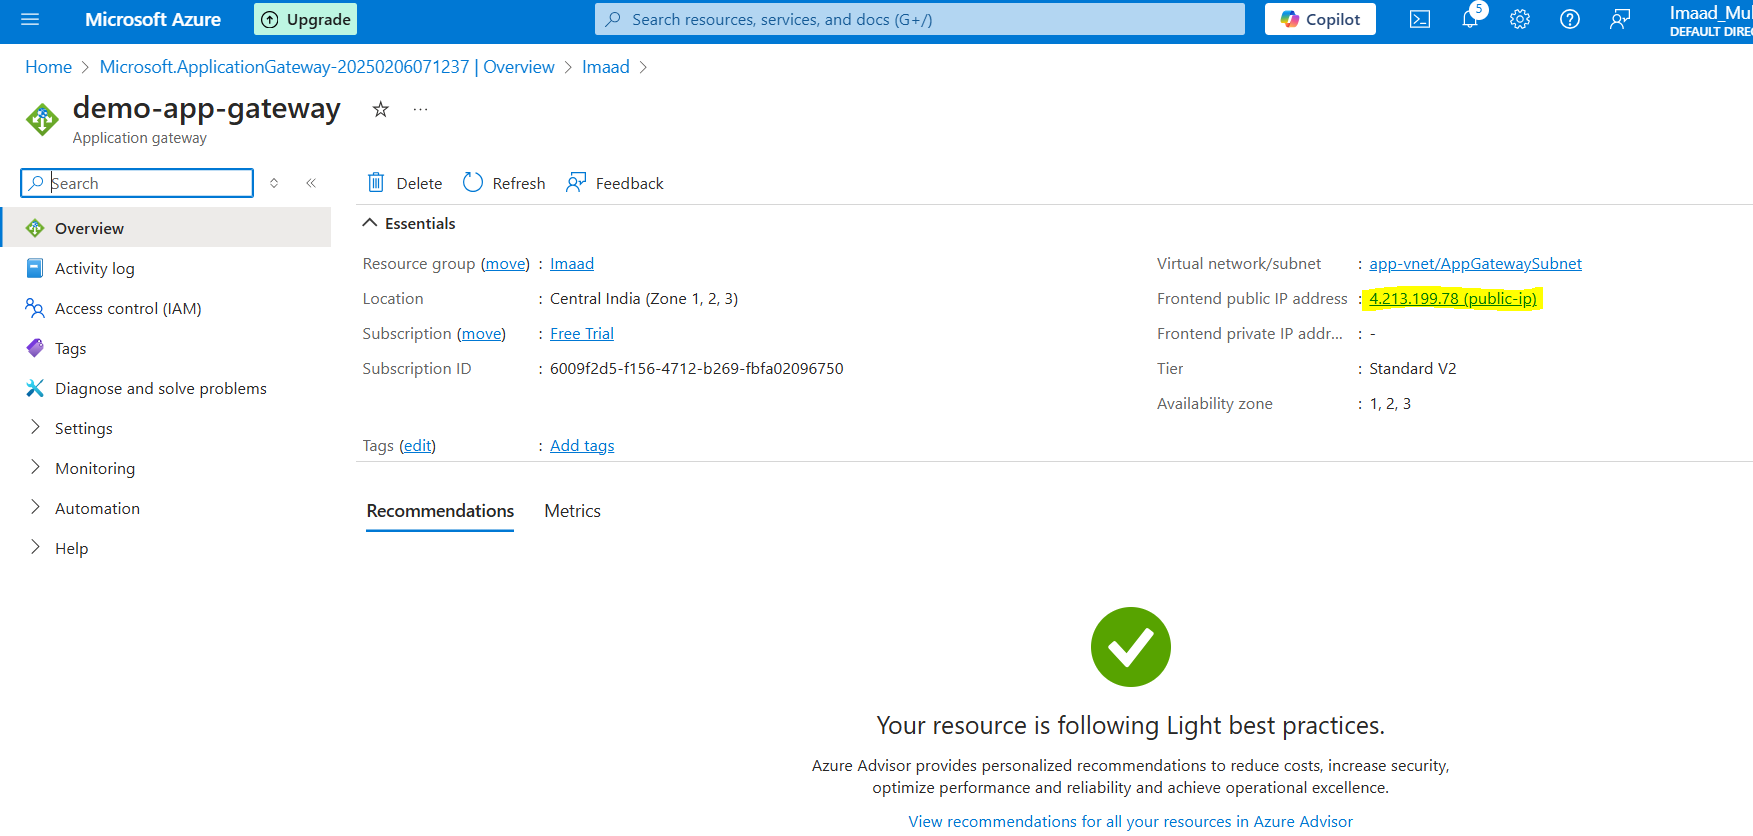 Microsoft Azure
Upgrade
Search resources, services, and docs (G+/)
Copilot
5
Imaad_Mul
DEFAULT DIREC
Home > Microsoft.ApplicationGateway-20250206071237 | Overview > Imaad >
demo-app-gateway
Application gateway
Search
Delete
Refresh
Feedback
Overview
Activity log
Access control (IAM)
Tags
Diagnose and solve problems
Settings
Monitoring
Automation
Help
Essentials
Resource group (move) : Imaad
Location : Central India (Zone 1, 2, 3)
Subscription (move) : Free Trial
Subscription ID : 6009f2d5-f156-4712-b269-fbfa02096750
Virtual network/subnet : app-vnet/AppGatewaySubnet
Frontend public IP address : 4.213.199.78 (public-ip)
Frontend private IP addr... : -
Tier : Standard V2
Availability zone : 1, 2, 3
Tags (edit) : Add tags
Recommendations
Metrics
Your resource is following Light best practices.
Azure Advisor provides personalized recommendations to reduce costs, increase security,
optimize performance and reliability and achieve operational excellence.
View recommendations for all your resources in Azure Advisor